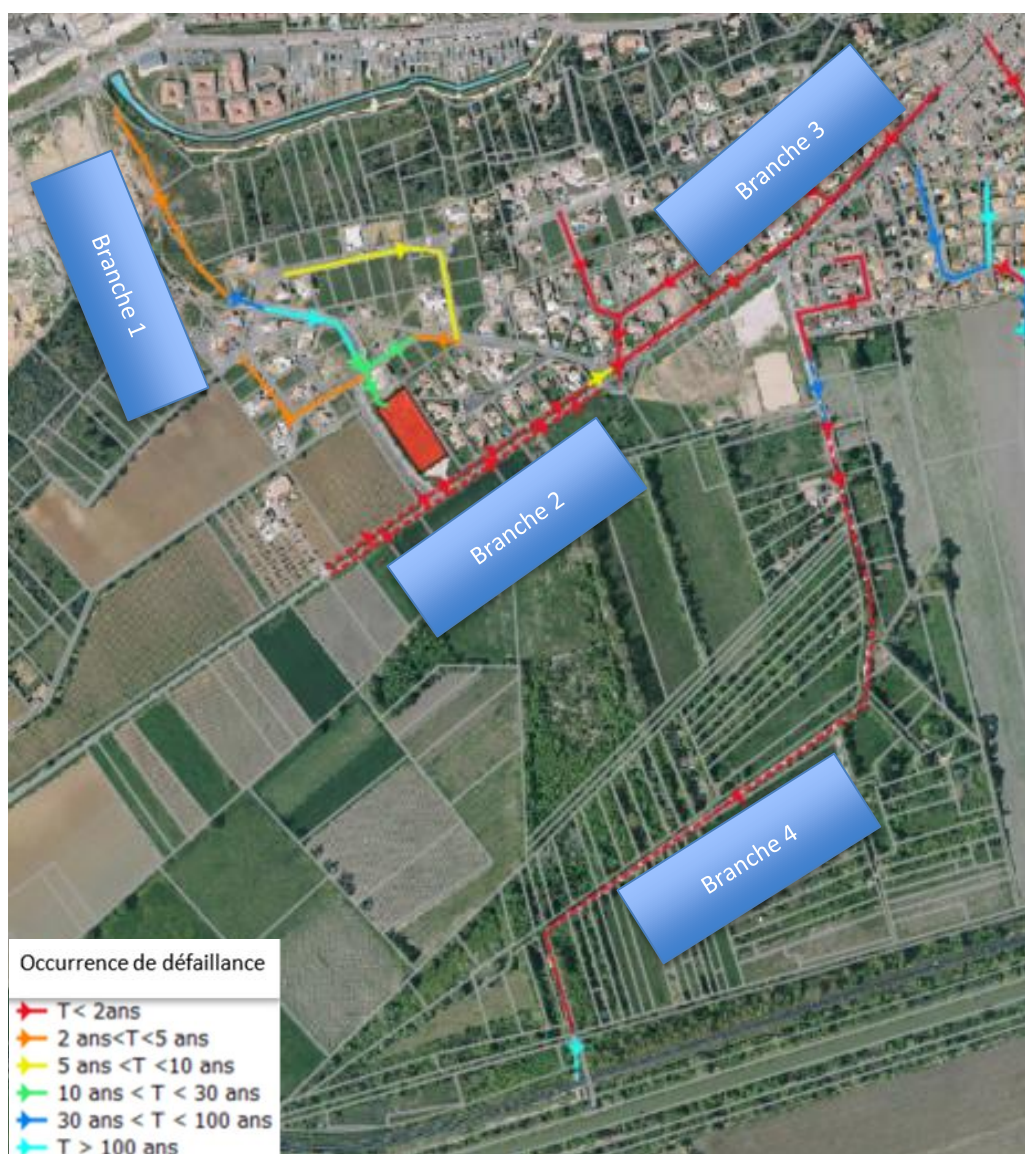 Branche 3
Branche 1
Branche 2
Branche 4
Occurrence de défaillance
T< 2ans
2 ans<T<5 ans
5 ans <T <10 ans
10 ans < T < 30 ans
30 ans < T < 100 ans
T > 100 ans